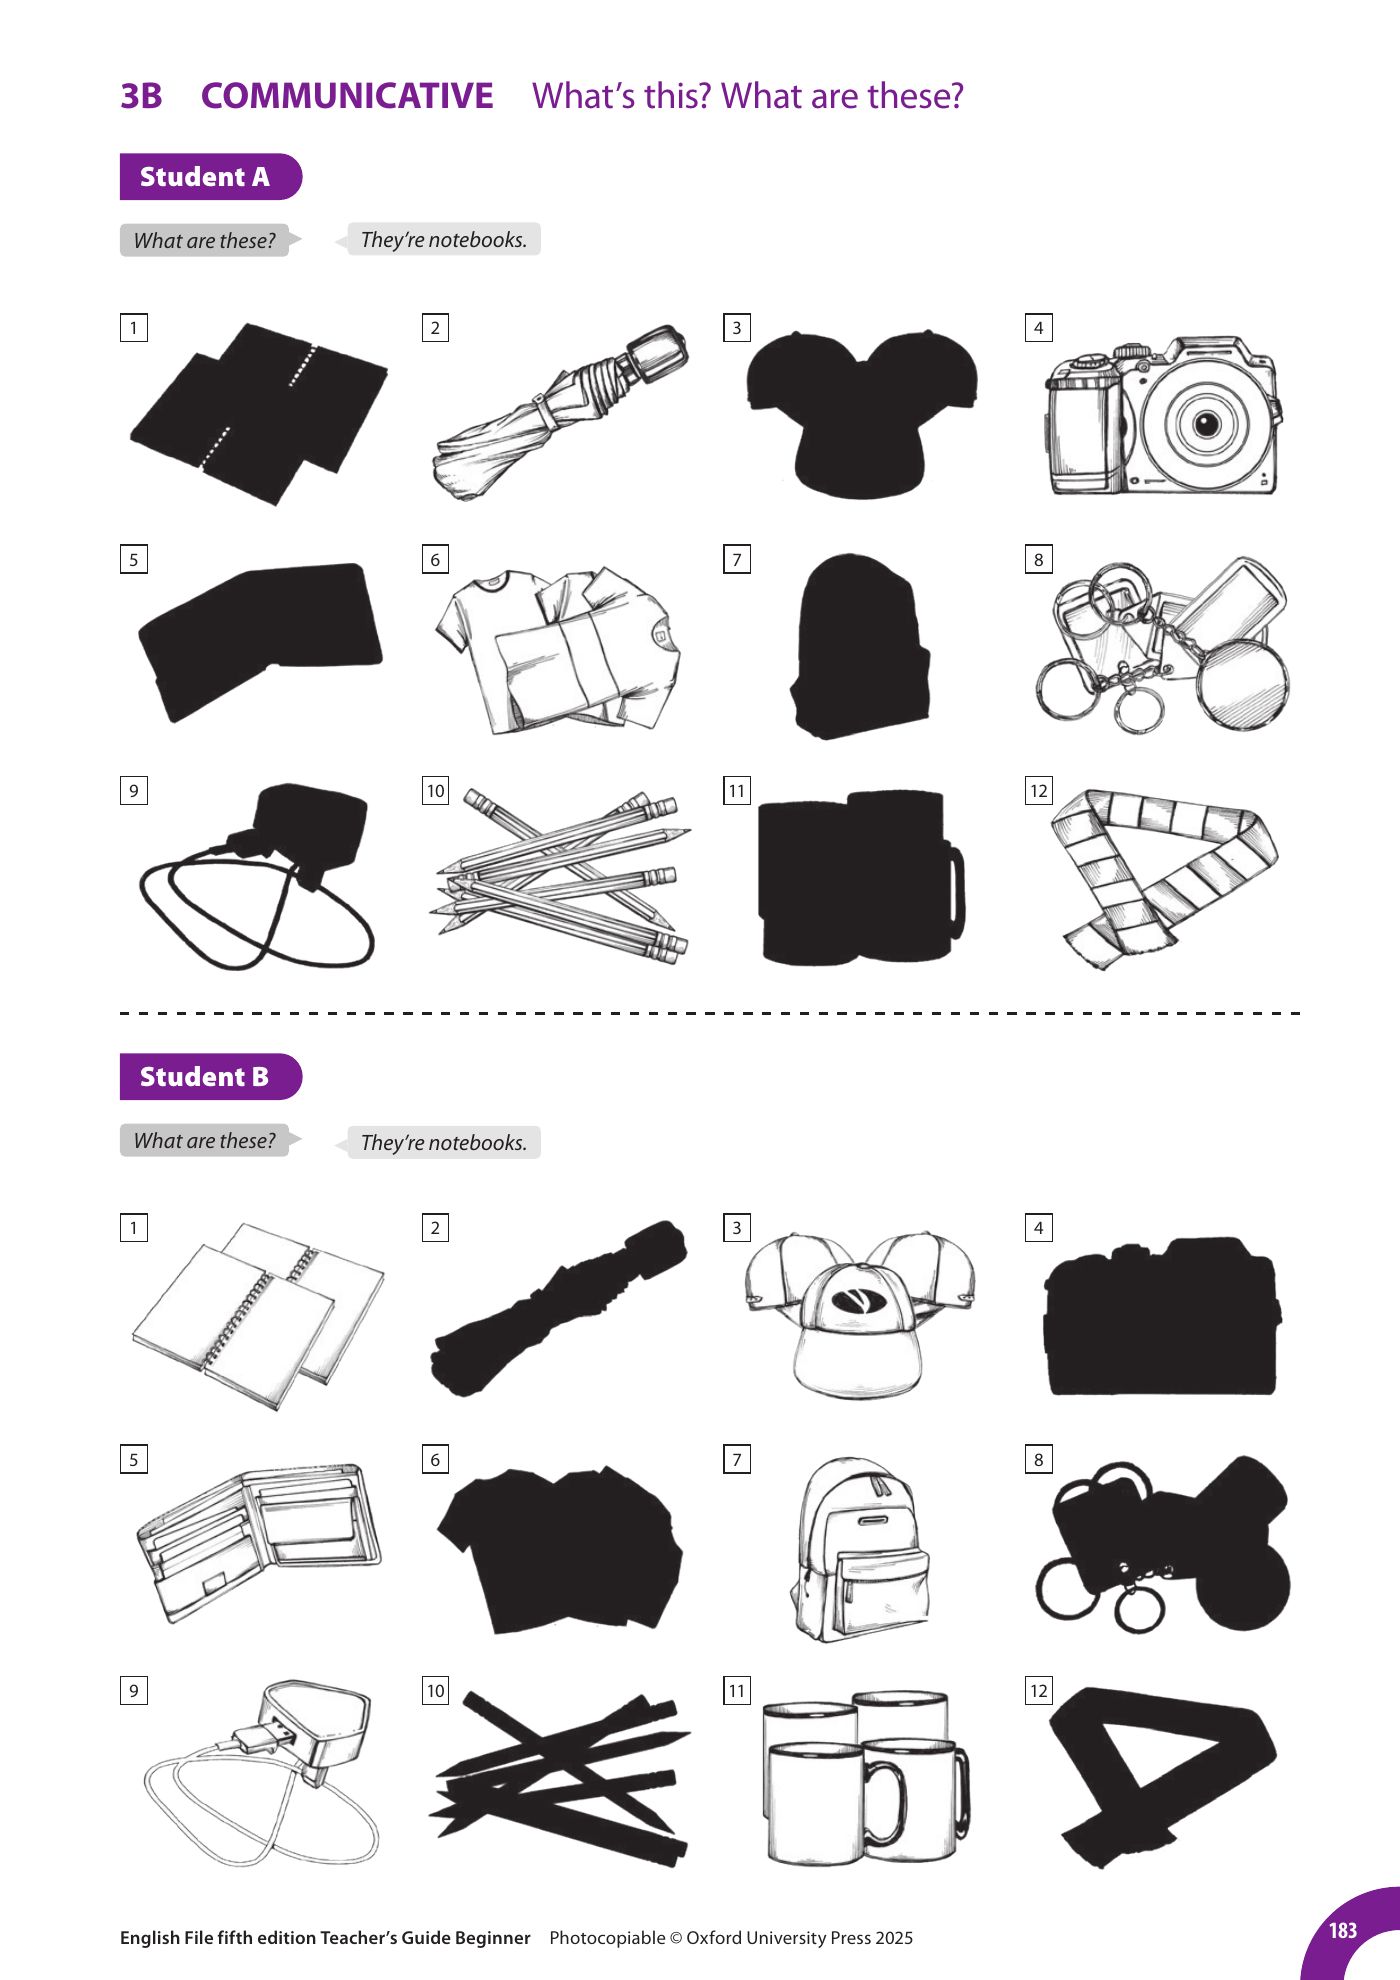 3B COMMUNICATIVE What’s this? What are these?
Student A
What are these? They’re notebooks.
1 2 3 4
5 6 7 8
9 10 11 12
Student B
What are these? They’re notebooks.
1 2 3 4
5 6 7 8
9 10 11 12
English File fifth edition Teacher’s Guide Beginner Photocopiable © Oxford University Press 2025
183